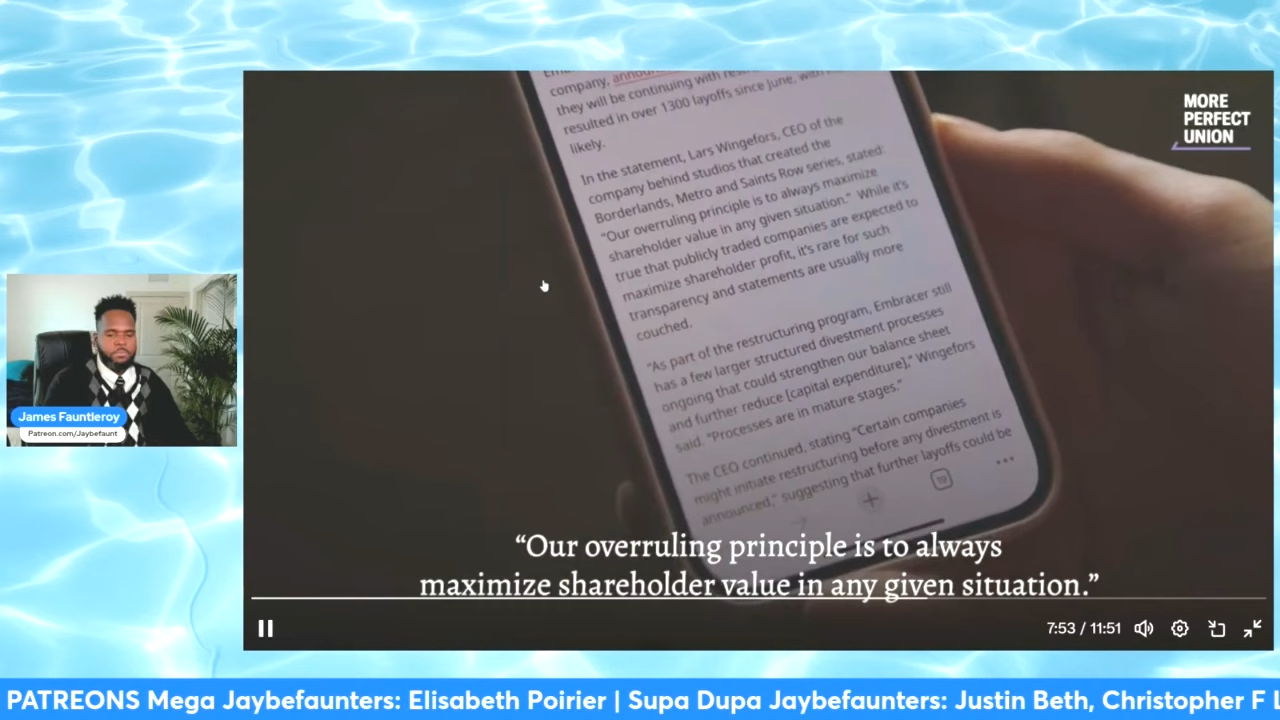 MORE
PERFECT
UNION
company,
they will be continuing with
resulted in over 1300 layoffs since June, with
likely.
In the statement, Lars Wingefors, CEO of the
company behind studios that created the
Borderlands, Metro and Saints Row series, stated:
“Our overruling principle is to always maximize
shareholder value in any given situation.” While it’s
true that publicly traded companies are expected to
maximize shareholder profit, it’s rare for such
transparency and statements are usually more
couched.
“As part of the restructuring program, Embracer still
has a few larger structured divestment processes
ongoing that could strengthen our balance sheet
and further reduce [capital expenditure],” Wingefors
said. “Processes are in mature stages.”
The CEO continued, stating “Certain companies
might initiate restructuring before any divestment is
announced,” suggesting that further layoffs could be
“Our overruling principle is to always
maximize shareholder value in any given situation.”
7:53 / 11:51
James Fauntleroy
Patreon.com/Jaybefaunt
PATREONS Mega Jaybefaunters: Elisabeth Poirier | Supa Dupa Jaybefaunters: Justin Beth, Christopher F L